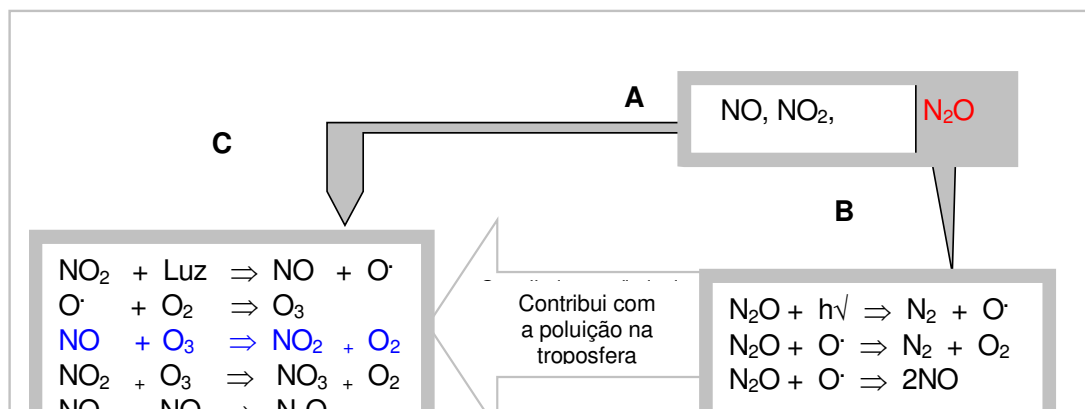 A
NO, NO₂, N₂O
C
B
NO₂ + Luz ⇒ NO + O·
O· + O₂ ⇒ O₃
NO + O₃ ⇒ NO₂ + O₂
NO₂ + O₃ ⇒ NO₃ + O₂
Contribui com
a poluição na
troposfera
N₂O + h√ ⇒ N₂ + O·
N₂O + O· ⇒ N₂ + O₂
N₂O + O· ⇒ 2NO